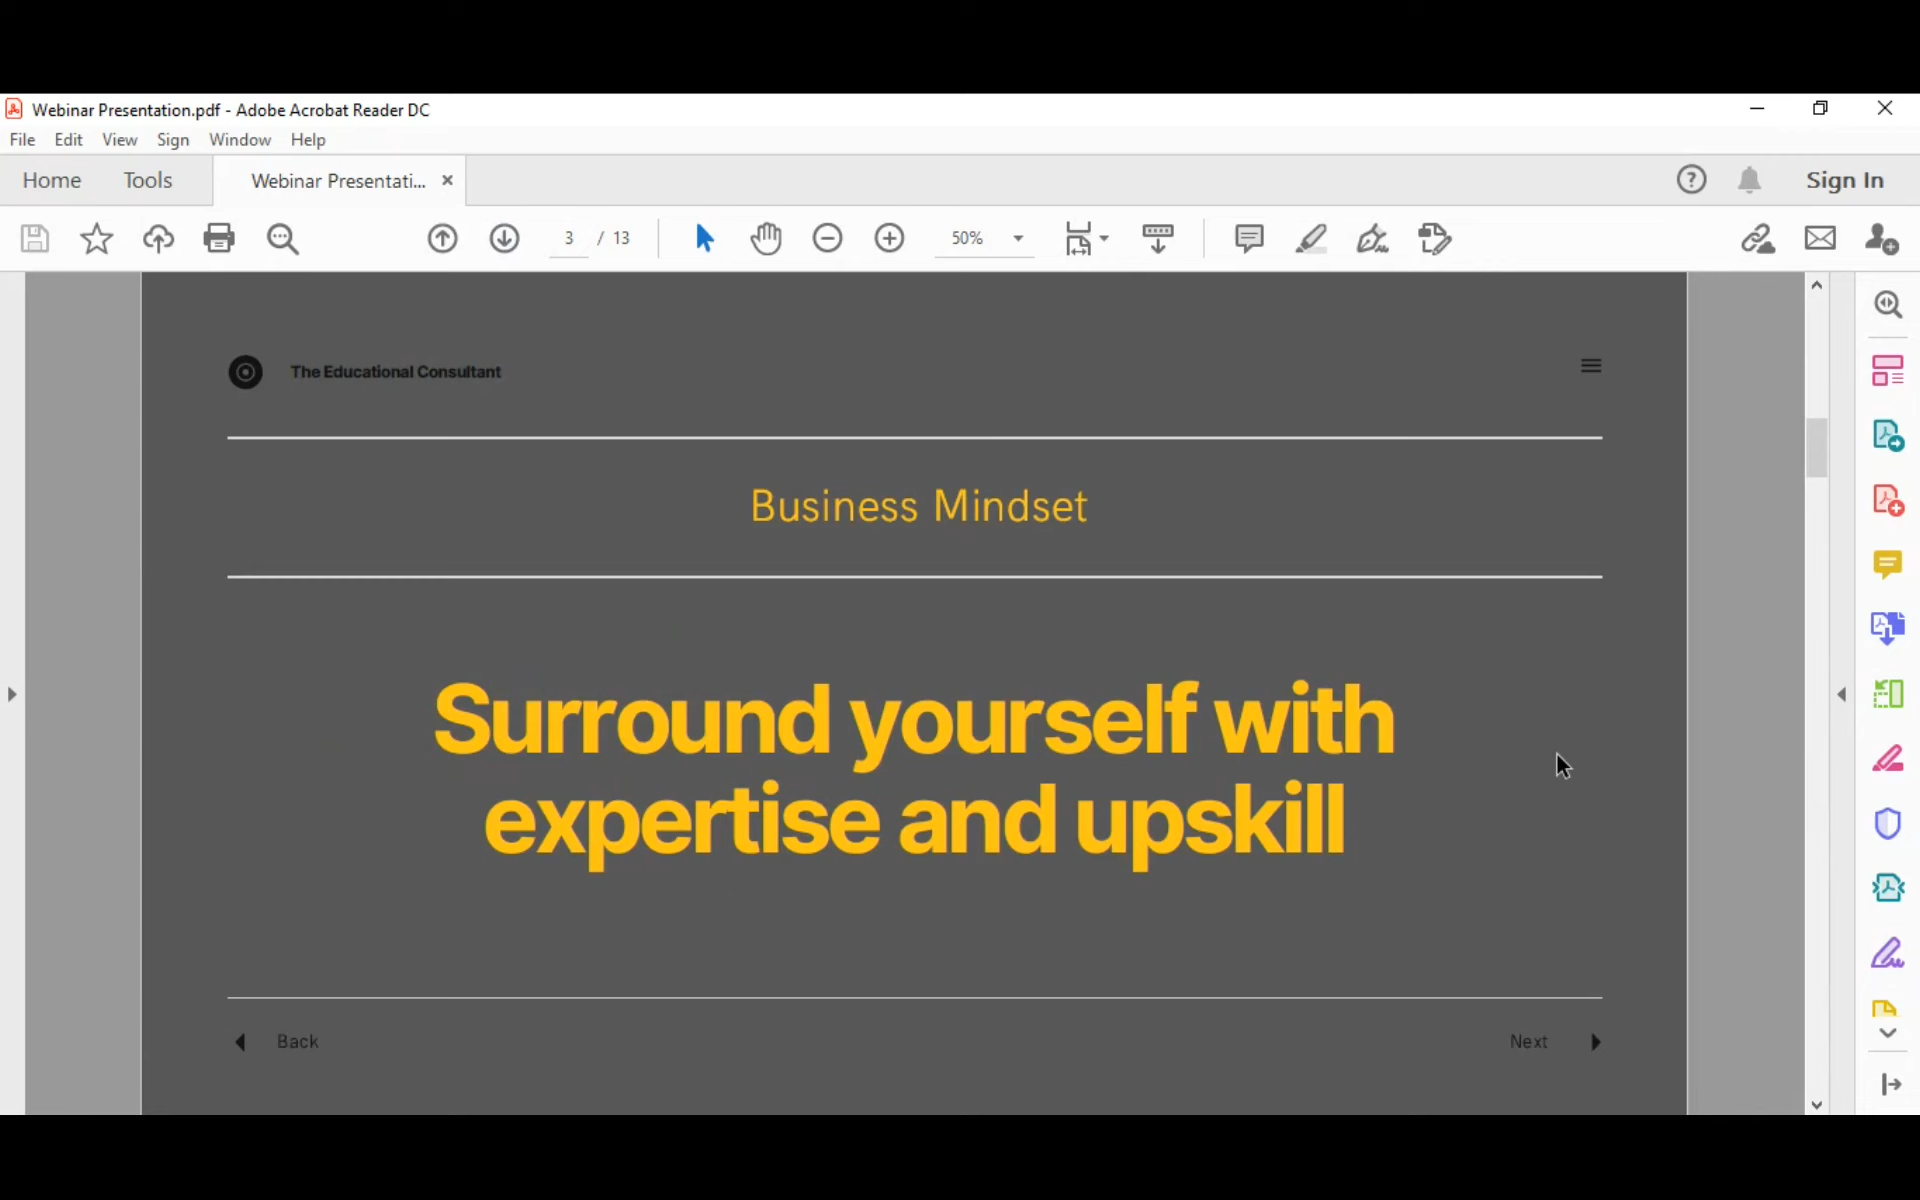 Webinar Presentation.pdf - Adobe Acrobat Reader DC
File Edit View Sign Window Help
Home Tools Webinar Presentati... Sign In
3 / 13 50%
The Educational Consultant
Business Mindset
Surround yourself with
expertise and upskill
Back Next